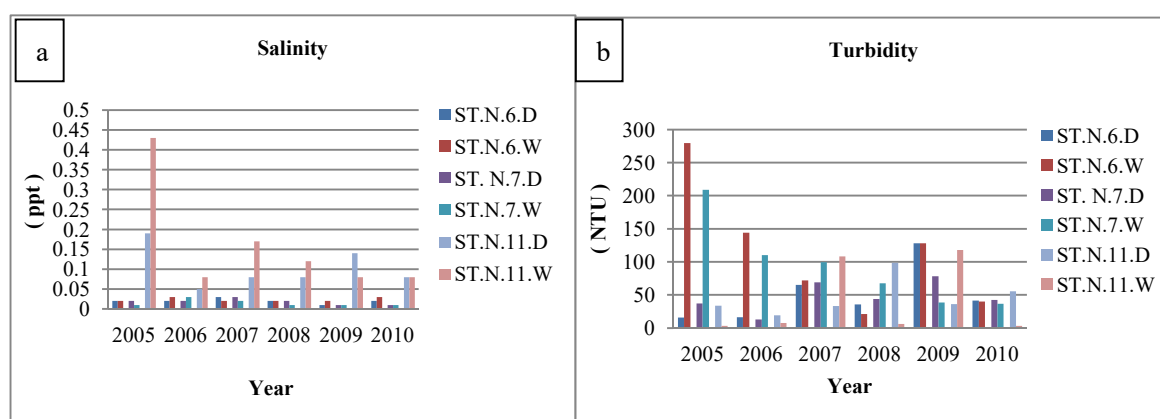 a
Salinity
0.5
0.45
0.4
0.35
0.3
0.25
0.2
0.15
0.1
0.05
0
( ppt )
2005 2006 2007 2008 2009 2010
Year
ST.N.6.D
ST.N.6.W
ST. N.7.D
ST.N.7.W
ST.N.11.D
ST.N.11.W
b
Turbidity
300
250
200
150
100
50
0
( NTU )
2005 2006 2007 2008 2009 2010
Year
ST.N.6.D
ST.N.6.W
ST. N.7.D
ST.N.7.W
ST.N.11.D
ST.N.11.W